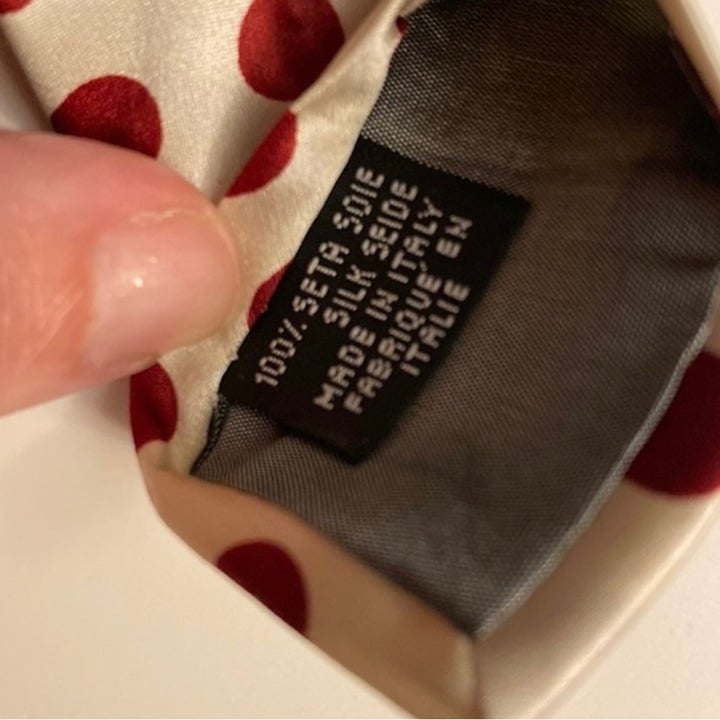 100% SETA SOIE
SILK SEIDE
MADE IN ITALY
FABRIQUE' EN
ITALIE